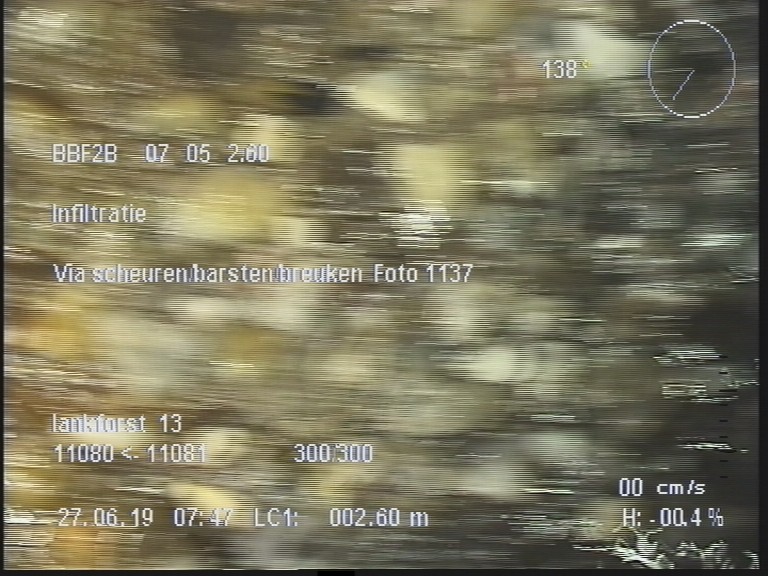 138°
BBF2B 07 05 2.60
Infiltratie
Via scheuren/barsten/breuken Foto 1137
lankforst 13
11080 <- 11081 300/300
00 cm/s
27.06.19 07:47 LC1: 002.60 m H: -00.4 %